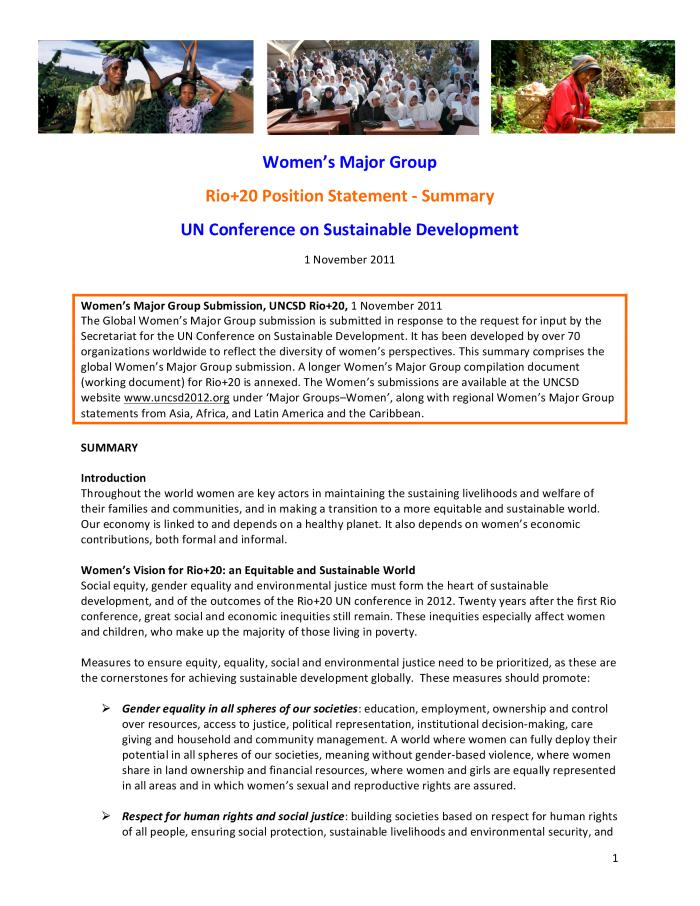 Women’s Major Group
Rio+20 Position Statement - Summary
UN Conference on Sustainable Development
1 November 2011
Women’s Major Group Submission, UNCSD Rio+20, 1 November 2011
The Global Women’s Major Group submission is submitted in response to the request for input by the
Secretariat for the UN Conference on Sustainable Development. It has been developed by over 70
organizations worldwide to reflect the diversity of women’s perspectives. This summary comprises the
global Women’s Major Group submission. A longer Women’s Major Group compilation document
(working document) for Rio+20 is annexed. The Women’s submissions are available at the UNCSD
website www.uncsd2012.org under ‘Major Groups–Women’, along with regional Women’s Major Group
statements from Asia, Africa, and Latin America and the Caribbean.
SUMMARY
Introduction
Throughout the world women are key actors in maintaining the sustaining livelihoods and welfare of
their families and communities, and in making a transition to a more equitable and sustainable world.
Our economy is linked to and depends on a healthy planet. It also depends on women’s economic
contributions, both formal and informal.
Women’s Vision for Rio+20: an Equitable and Sustainable World
Social equity, gender equality and environmental justice must form the heart of sustainable
development, and of the outcomes of the Rio+20 UN conference in 2012. Twenty years after the first Rio
conference, great social and economic inequities still remain. These inequities especially affect women
and children, who make up the majority of those living in poverty.
Measures to ensure equity, equality, social and environmental justice need to be prioritized, as these are
the cornerstones for achieving sustainable development globally. These measures should promote:
➢ Gender equality in all spheres of our societies: education, employment, ownership and control
over resources, access to justice, political representation, institutional decision-making, care
giving and household and community management. A world where women can fully deploy their
potential in all spheres of our societies, meaning without gender-based violence, where women
share in land ownership and financial resources, where women and girls are equally represented
in all areas and in which women’s sexual and reproductive rights are assured.
➢ Respect for human rights and social justice: building societies based on respect for human rights
of all people, ensuring social protection, sustainable livelihoods and environmental security, and
1